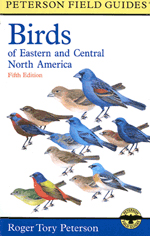 PETERSON FIELD GUIDES®
Birds
of Eastern and Central
North America
Fifth Edition
Roger Tory Peterson